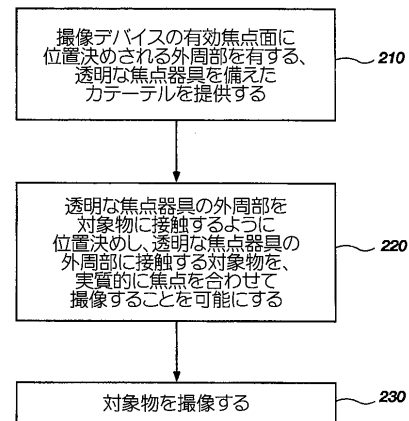 撮像デバイスの有効焦点面に
位置決めされる外周部を有する、
透明な焦点器具を備えた
カテーテルを提供する
210
透明な焦点器具の外周部を
対象物に接触するように
位置決めし、透明な焦点器具の
外周部に接触する対象物を、
実質的に焦点を合わせて
撮像することを可能にする
220
対象物を撮像する
230